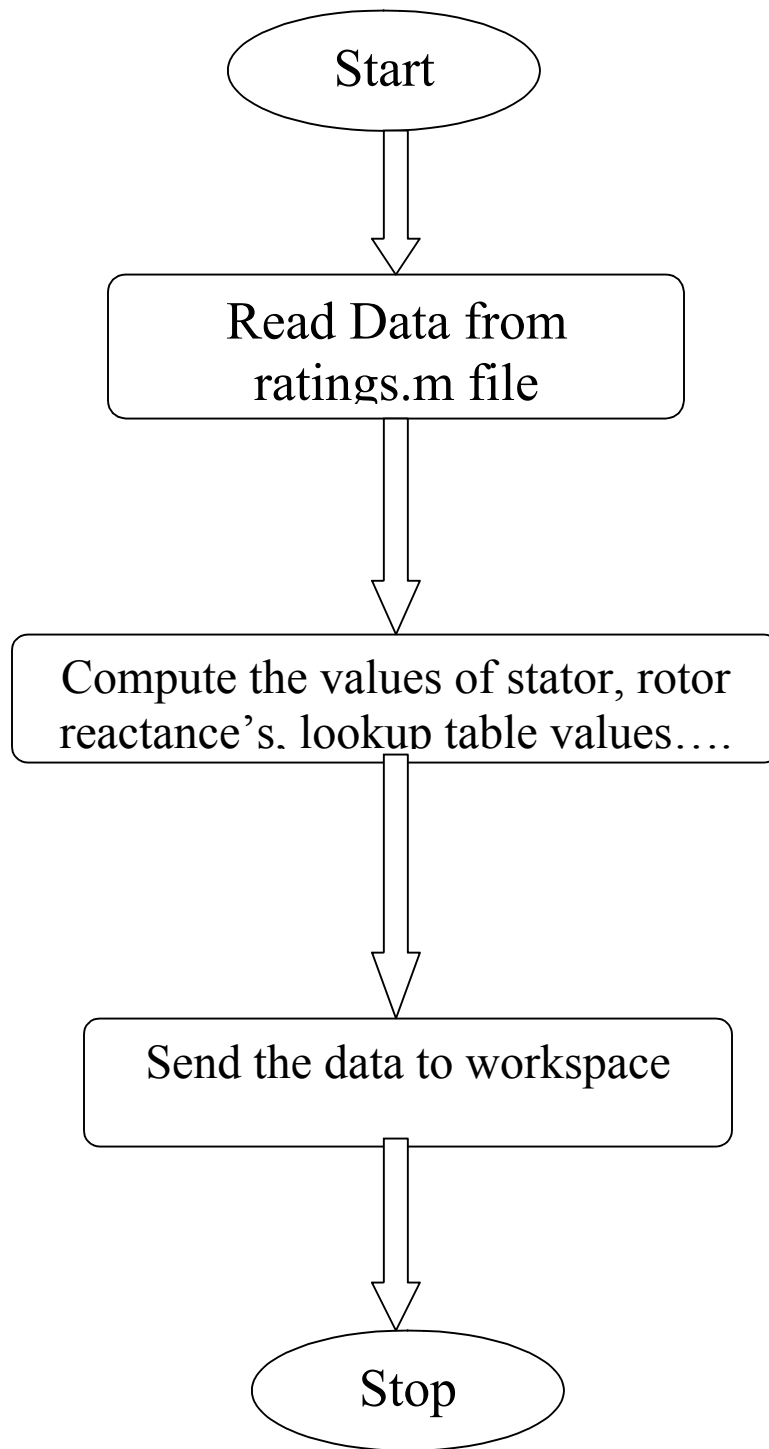 Start
Read Data from
ratings.m file
Compute the values of stator, rotor
reactance’s, lookup table values….
Send the data to workspace
Stop